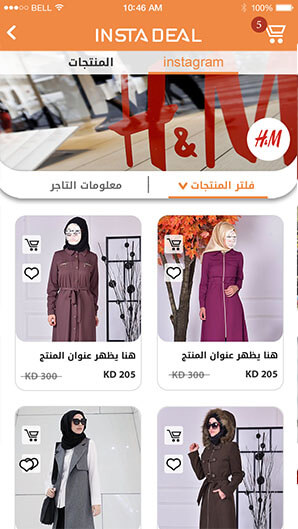 BELL 10:46 AM 100%
INSTA DEAL 5
المنتجات instagram
H&M
H&M
فلتر المنتجات معلومات التاجر
هنا يظهر عنوان المنتج هنا يظهر عنوان المنتج
KD 300 KD 205 KD 300 KD 205